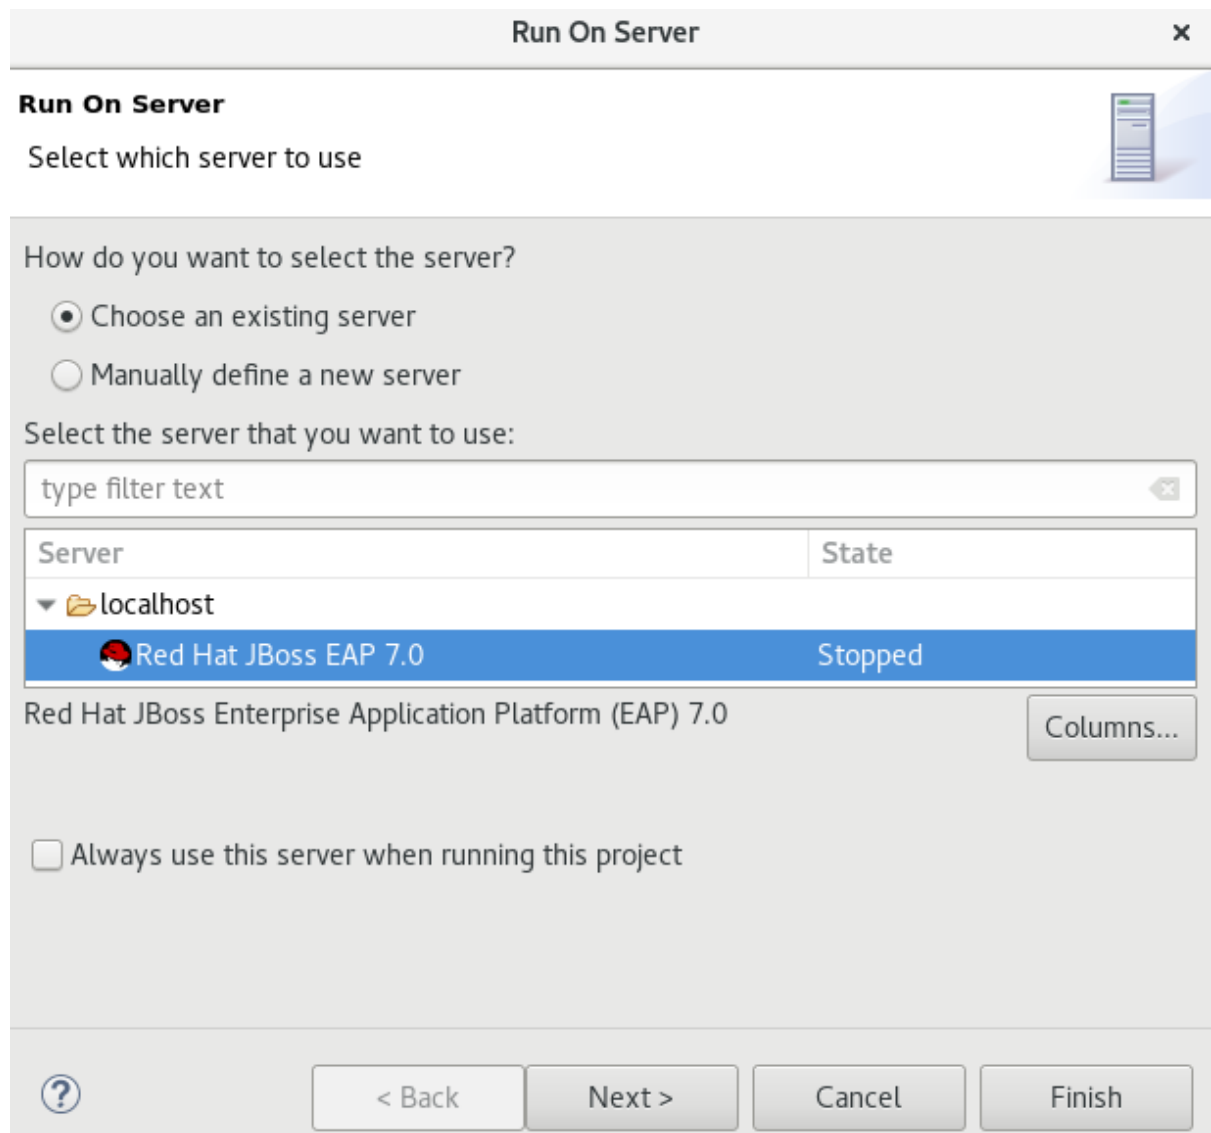 Run On Server
Run On Server
Select which server to use
How do you want to select the server?
Choose an existing server
Manually define a new server
Select the server that you want to use:
type filter text
Server State
localhost
Red Hat JBoss EAP 7.0 Stopped
Red Hat JBoss Enterprise Application Platform (EAP) 7.0
Columns...
Always use this server when running this project
? < Back Next > Cancel Finish